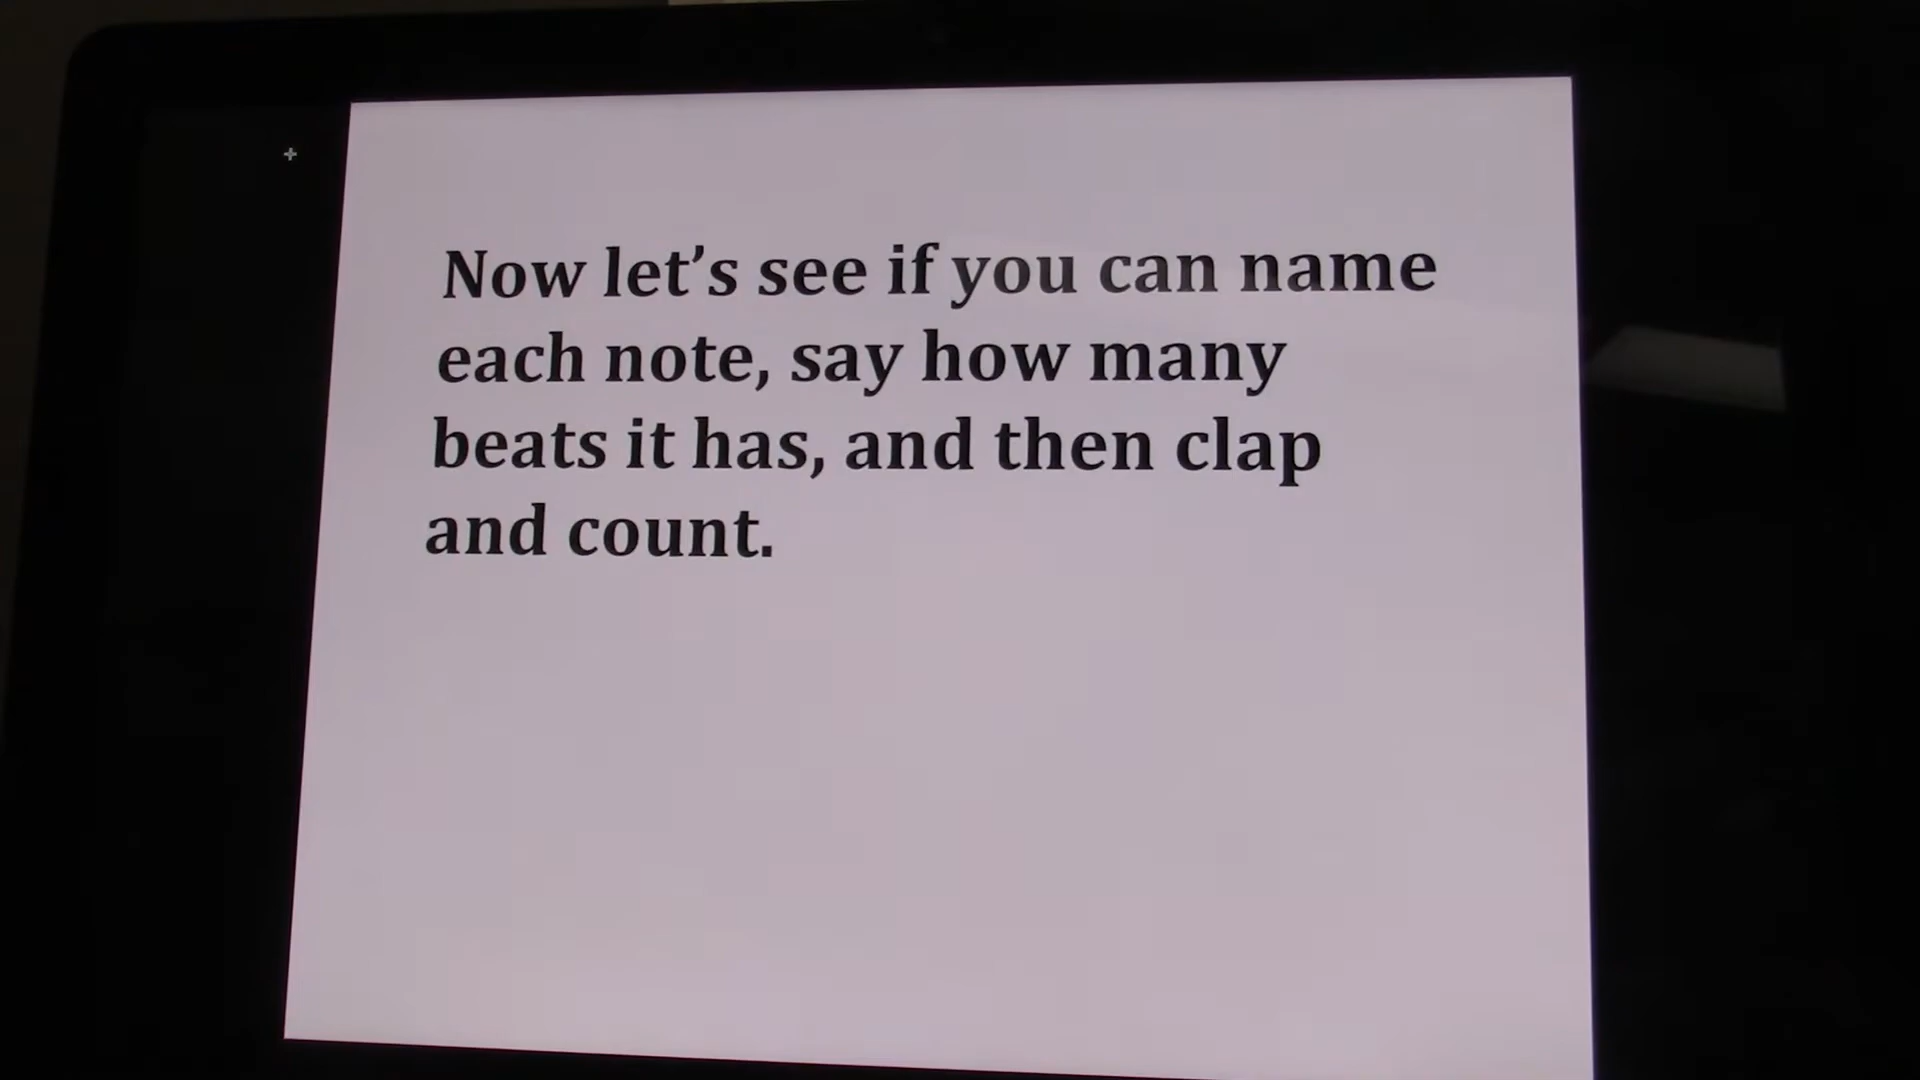 Now let’s see if you can name
each note, say how many
beats it has, and then clap
and count.